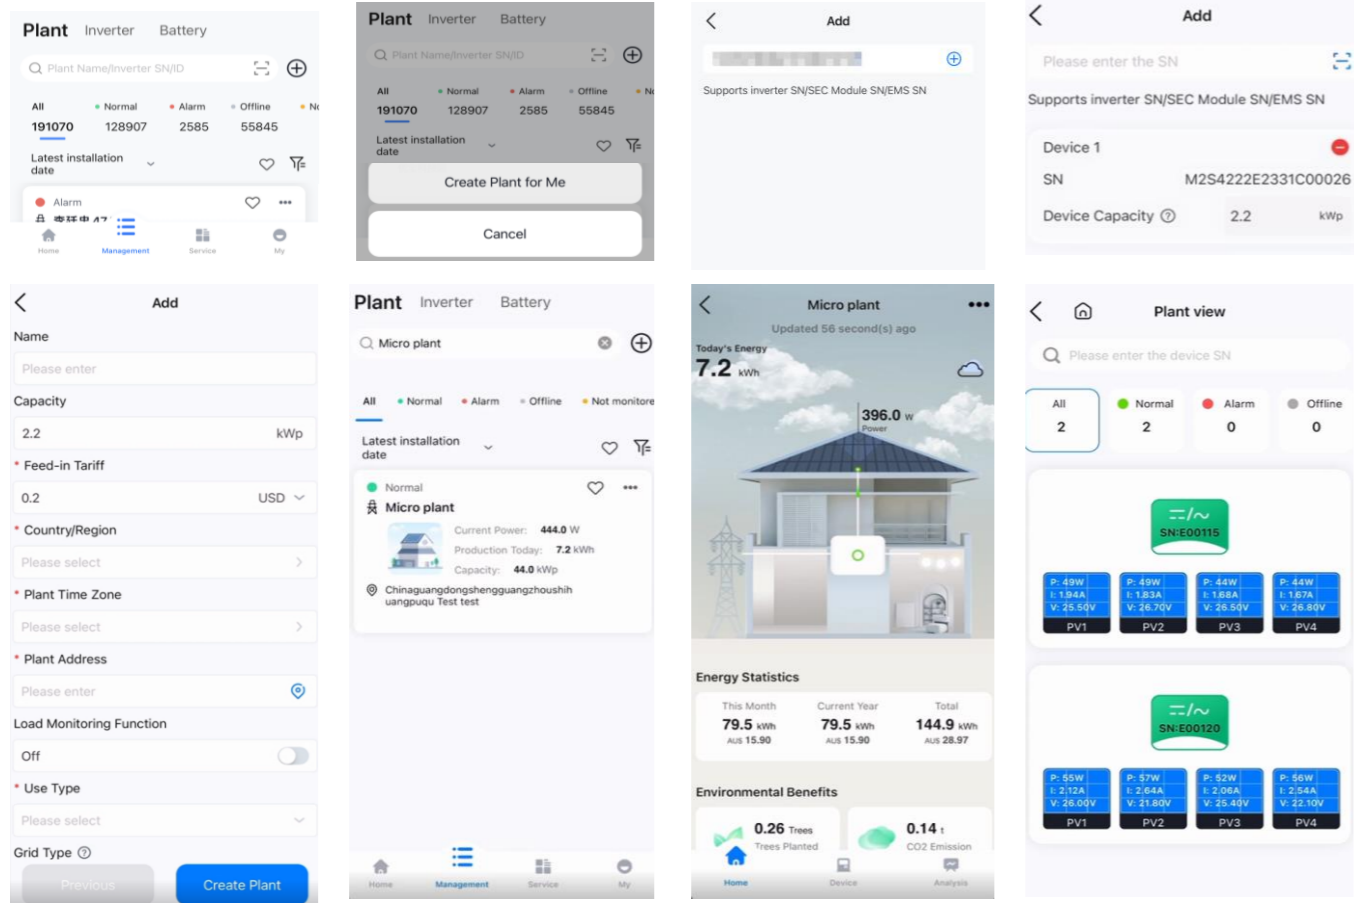 Plant Inverter Battery
Plant Name/Inverter SN/ID
All Normal Alarm Offline
191070 128907 2585 55845
Latest installation
date
Alarm
Home Management Service My
Plant Inverter Battery
Plant Name/Inverter SN/ID
All Normal Alarm Offline
191070 128907 2585 55845
Latest installation
date
Create Plant for Me
Cancel
Add
Supports inverter SN/SEC Module SN/EMS SN
Add
Please enter the SN
Supports inverter SN/SEC Module SN/EMS SN
Device 1
SN M2S4222E2331C00026
Device Capacity ? 2.2 kWp
Add
Name
Please enter
Capacity
2.2 kWp
* Feed-in Tariff
0.2 USD
* Country/Region
Please select
* Plant Time Zone
Please select
* Plant Address
Please enter
Load Monitoring Function
Off
* Use Type
Please select
Grid Type ?
Previous Create Plant
Plant Inverter Battery
Micro plant
All Normal Alarm Offline Not monitore
Latest installation
date
Normal
Micro plant
Current Power: 444.0 W
Production Today: 7.2 kWh
Capacity: 44.0 kWp
Chinaguangdongshengguangzhoushih
uangpuqu Test test
Home Management Service My
Micro plant
Updated 56 second(s) ago
Today's Energy
7.2 kWh
396.0 W
Power
Energy Statistics
This Month Current Year Total
79.5 kWh 79.5 kWh 144.9 kWh
AU$ 15.90 AU$ 15.90 AU$ 28.97
Environmental Benefits
0.26 Trees 0.14 t
Trees Planted CO2 Emission
Home Device Analysis
Plant view
Please enter the device SN
All Normal Alarm Offline
2 2 0 0
SN:E00115
P: 49W P: 49W P: 44W P: 44W
I: 1.94A I: 1.83A I: 1.68A I: 1.67A
V: 25.50V V: 26.70V V: 26.50V V: 26.80V
PV1 PV2 PV3 PV4
SN:E00120
P: 55W P: 57W P: 52W P: 56W
I: 2.12A I: 2.64A I: 2.06A I: 2.54A
V: 26.00V V: 21.80V V: 25.40V V: 22.10V
PV1 PV2 PV3 PV4